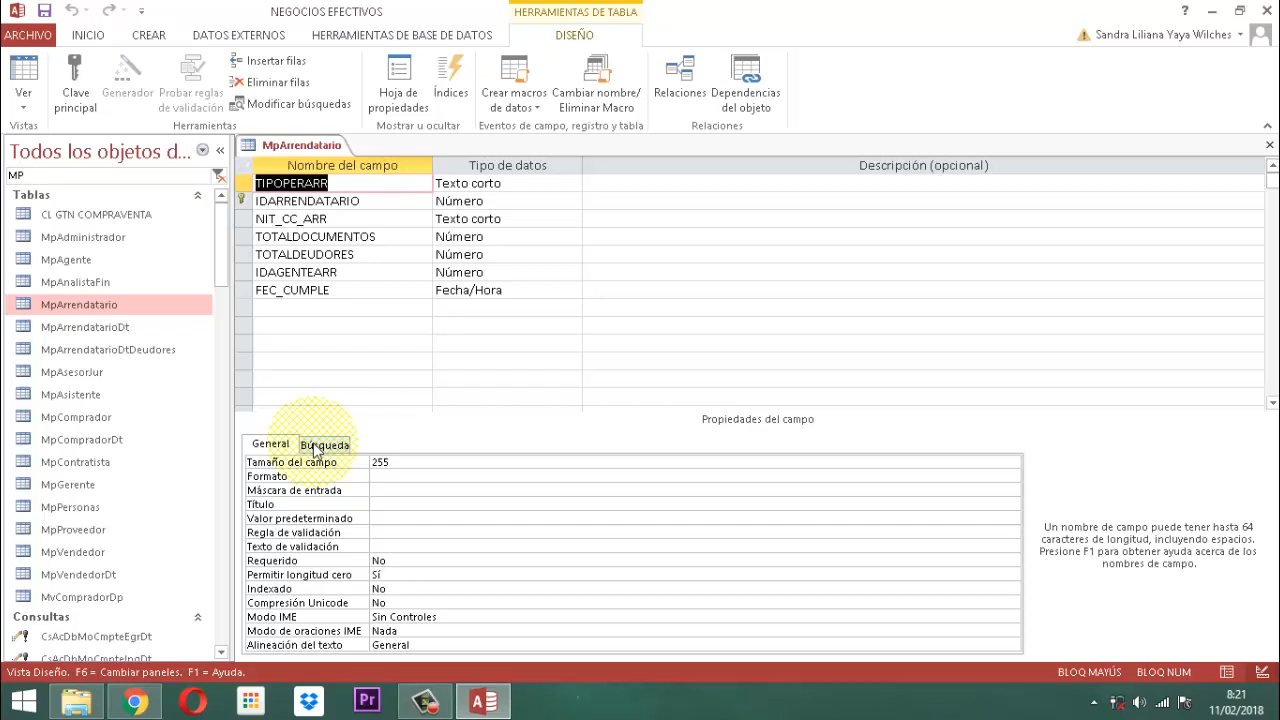 NEGOCIOS EFECTIVOS
HERRAMIENTAS DE TABLA
?
ARCHIVO INICIO CREAR DATOS EXTERNOS HERRAMIENTAS DE BASE DE DATOS DISEÑO
Sandra Liliana Yaya Wilches
Ver
Vistas
Clave principal
Generador
Probar reglas de validación
Insertar filas
Eliminar filas
Modificar búsquedas
Herramientas
Hoja de propiedades
Índices
Mostrar u ocultar
Crear macros de datos
Cambiar nombre/ Eliminar Macro
Eventos de campo, registro y tabla
Relaciones
Dependencias del objeto
Relaciones
Todos los objetos d...
MP
Tablas
CL GTN COMPRAVENTA
MpAdministrador
MpAgente
MpAnalistaFin
MpArrendatario
MpArrendatarioDt
MpArrendatarioDtDeudores
MpAsesorJur
MpAsistente
MpComprador
MpCompradorDt
MpContratista
MpGerente
MpPersonas
MpProveedor
MpVendedor
MpVendedorDt
MvCompradorDp
Consultas
CsAcDbMoCmpteEgrDt
CsAcDbMoCmpteIngDt
MpArrendatario
Nombre del campo Tipo de datos Descripción (opcional)
TIPOPERARR Texto corto
IDARRENDATARIO Número
NIT_CC_ARR Texto corto
TOTALDOCUMENTOS Número
TOTALDEUDORES Número
IDAGENTEARR Número
FEC_CUMPLE Fecha/Hora
Propiedades del campo
General Búsqueda
Tamaño del campo 255
Formato
Máscara de entrada
Título
Valor predeterminado
Regla de validación
Texto de validación
Requerido No
Permitir longitud cero Sí
Indexado No
Compresión Unicode No
Modo IME Sin Controles
Modo de oraciones IME Nada
Alineación del texto General
Un nombre de campo puede tener hasta 64
caracteres de longitud, incluyendo espacios.
Presione F1 para obtener ayuda acerca de los
nombres de campo.
Vista Diseño. F6 = Cambiar paneles. F1 = Ayuda.
BLOQ MAYÚS BLOQ NUM
Pr
8:21
11/02/2018